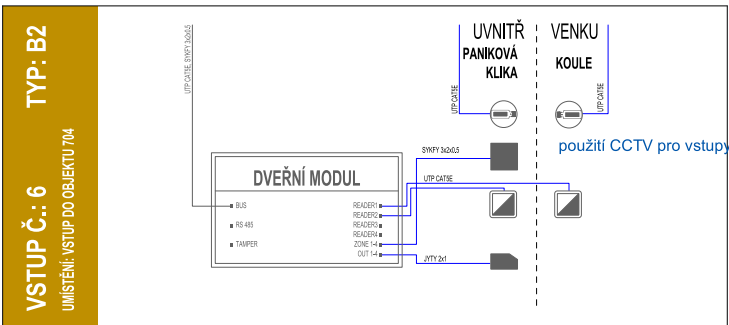 VSTUP Č.: 6 TYP: B2
UMÍSTĚNÍ: VSTUP DO OBJEKTU 704
UTP CAT5E, SYKFY 3x2x0,5
UVNITŘ
VENKU
PANIKOVÁ
KLIKA
KOULE
UTP CAT5E
UTP CAT5E
použití CCTV pro vstupy
SYKFY 3x2x0,5
UTP CAT5E
DVEŘNÍ MODUL
BUS
RS 485
TAMPER
READER1
READER2
READER3
READER4
ZONE 1-4
OUT 1-4
JYTY 2x1